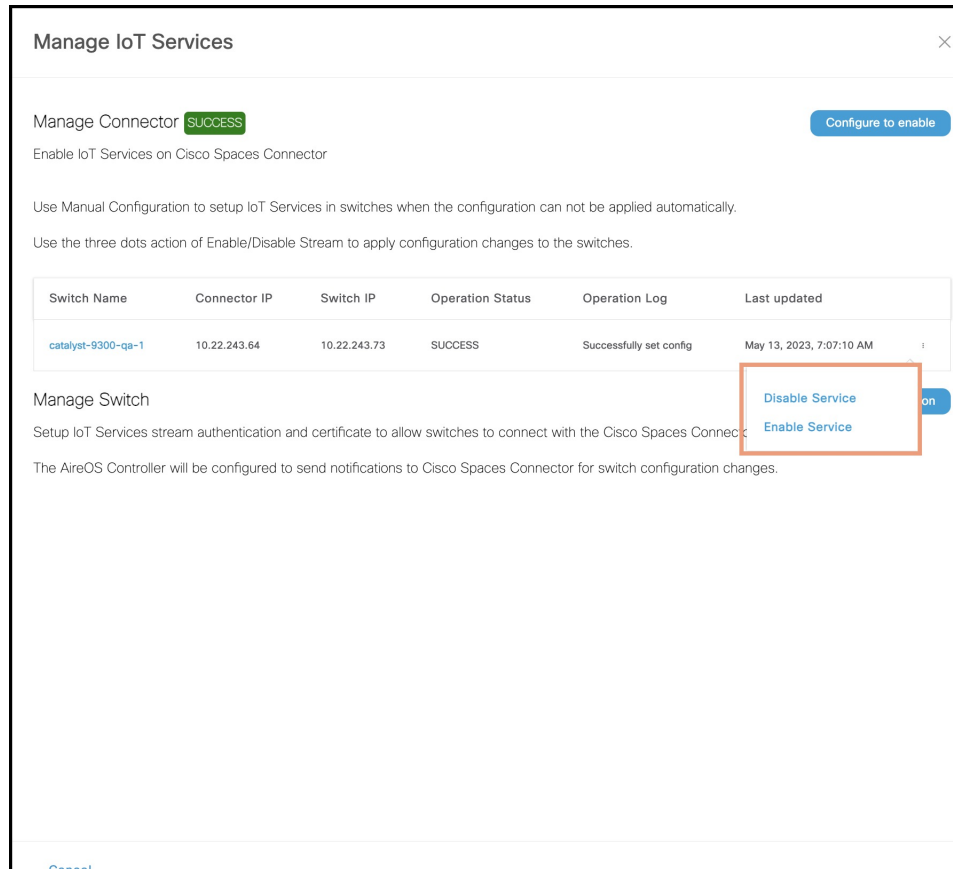 Manage IoT Services
Manage Connector SUCCESS
Configure to enable
Enable IoT Services on Cisco Spaces Connector
Use Manual Configuration to setup IoT Services in switches when the configuration can not be applied automatically.
Use the three dots action of Enable/Disable Stream to apply configuration changes to the switches.
Switch Name Connector IP Switch IP Operation Status Operation Log Last updated
catalyst-9300-qa-1 10.22.243.64 10.22.243.73 SUCCESS Successfully set config May 13, 2023, 7:07:10 AM
Manage Switch
Disable Service
Enable Service
Setup IoT Services stream authentication and certificate to allow switches to connect with the Cisco Spaces
The AireOS Controller will be configured to send notifications to Cisco Spaces Connector for switch configuration changes.